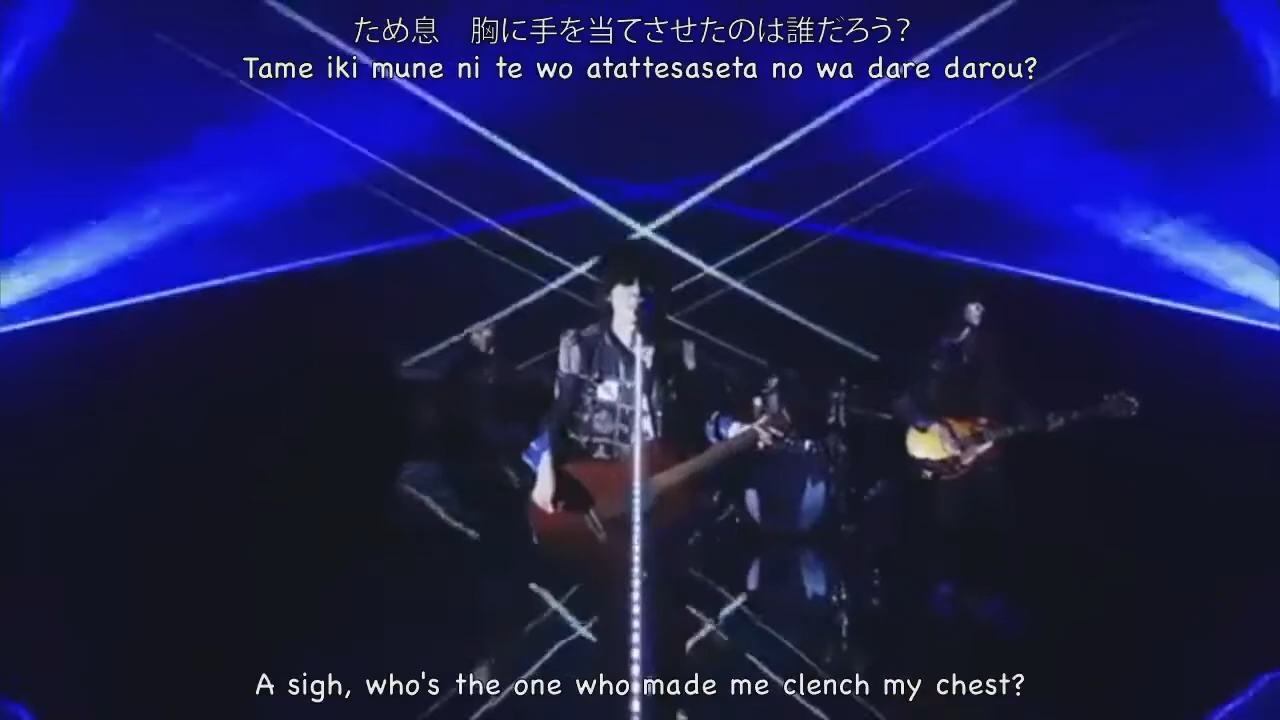 ため息　胸に手を当てさせたのは誰だろう？
Tame iki mune ni te wo atattesaseta no wa dare darou?
A sigh, who's the one who made me clench my chest?